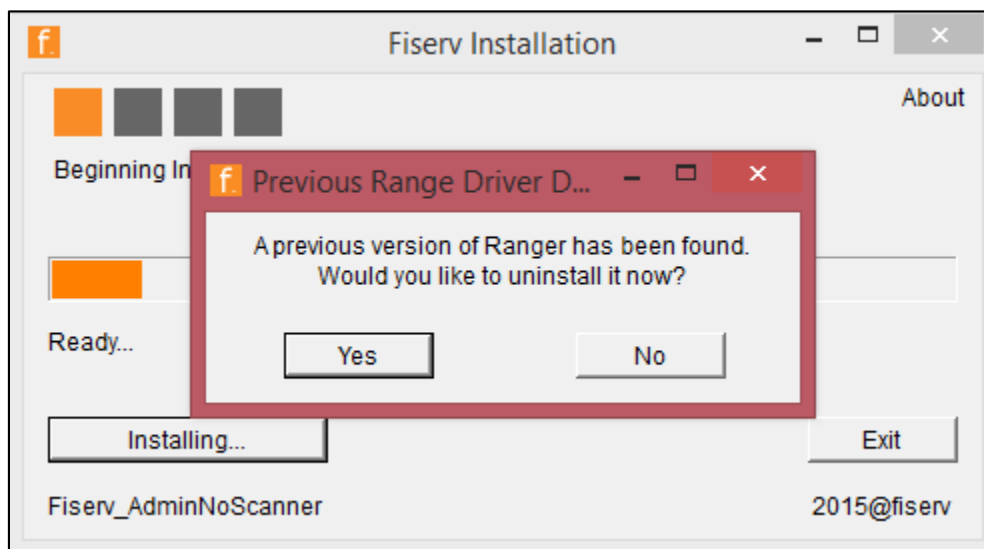 f.
Fiserv Installation
About
Beginning In
f.
Previous Range Driver D...
A previous version of Ranger has been found.
Would you like to uninstall it now?
Yes
No
Ready...
Installing...
Exit
Fiserv_AdminNoScanner
2015@fiserv